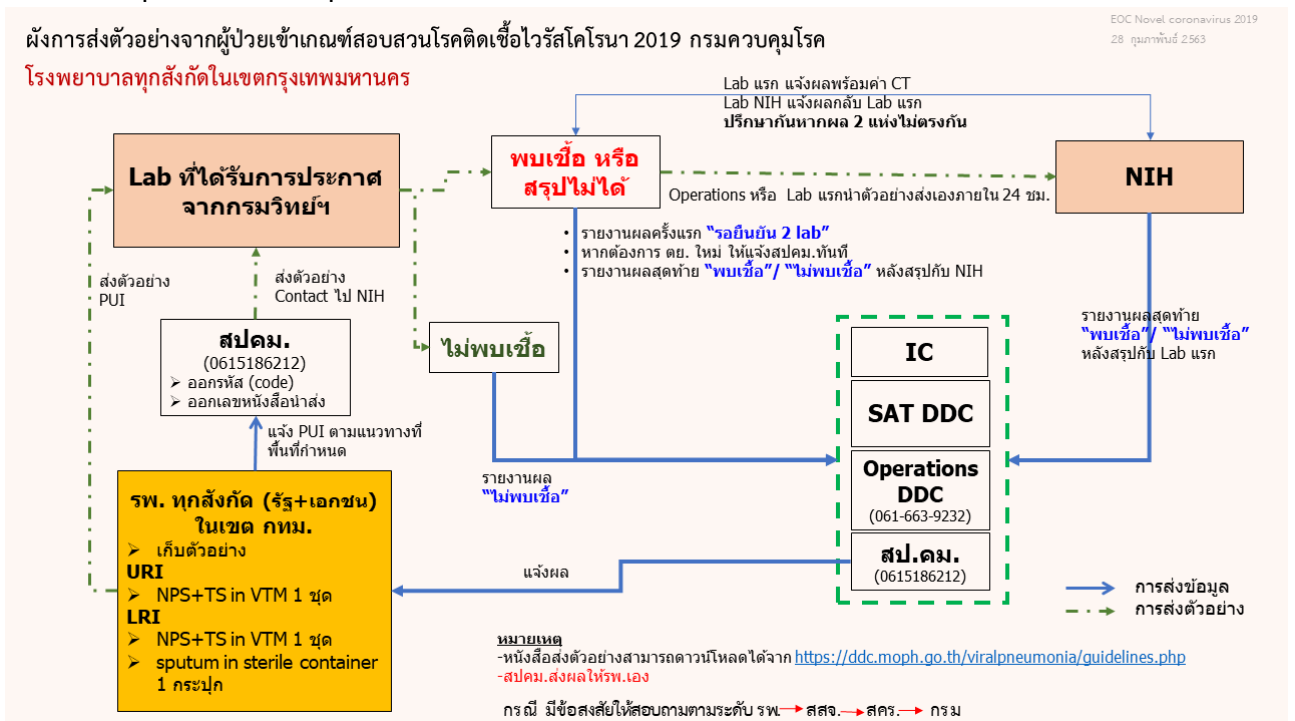 EOC Novel coronavirus 2019
28 กุมภาพันธ์ 2563
ผังการส่งตัวอย่างจากผู้ป่วยเข้าเกณฑ์สอบสวนโรคติดเชื้อไวรัสโคโรนา 2019 กรมควบคุมโรค
โรงพยาบาลทุกสังกัดในเขตกรุงเทพมหานคร
Lab แรก แจ้งผลพร้อมค่า CT
Lab NIH แจ้งผลกลับ Lab แรก
ปรึกษากันหากผล 2 แห่งไม่ตรงกัน
Lab ที่ได้รับการประกาศ
จากกรมวิทย์ฯ
พบเชื้อ หรือ
สรุปไม่ได้
NIH
Operations หรือ Lab แรกนำตัวอย่างส่งเองภายใน 24 ชม.
• รายงานผลครั้งแรก “รอยืนยัน 2 lab”
• หากต้องการ ตย. ใหม่ ให้แจ้งสปคม.ทันที
• รายงานผลสุดท้าย “พบเชื้อ”/ “ไม่พบเชื้อ” หลังสรุปกับ NIH
ส่งตัวอย่าง
PUI
ส่งตัวอย่าง
Contact ไป NIH
สปคม.
(0615186212)
➢ ออกรหัส (code)
➢ ออกเลขหนังสือนำส่ง
ไม่พบเชื้อ
รายงานผลสุดท้าย
“พบเชื้อ”/ “ไม่พบเชื้อ”
หลังสรุปกับ Lab แรก
IC
SAT DDC
Operations
DDC
(061-663-9232)
สป.คม.
(0615186212)
แจ้ง PUI ตามแนวทางที่
พื้นที่กำหนด
รายงานผล
“ไม่พบเชื้อ”
รพ. ทุกสังกัด (รัฐ+เอกชน)
ในเขต กทม.
➢ เก็บตัวอย่าง
URI
➢ NPS+TS in VTM 1 ชุด
LRI
➢ NPS+TS in VTM 1 ชุด
➢ sputum in sterile container
1 กระปุก
แจ้งผล
การส่งข้อมูล
การส่งตัวอย่าง
หมายเหตุ
-หนังสือส่งตัวอย่างสามารถดาวน์โหลดได้จาก https://ddc.moph.go.th/viralpneumonia/guidelines.php
-สปคม.ส่งผลให้รพ.เอง
กรณี มีข้อสงสัยให้สอบถามตามระดับ รพ. → สสจ. → สคร. → กรม